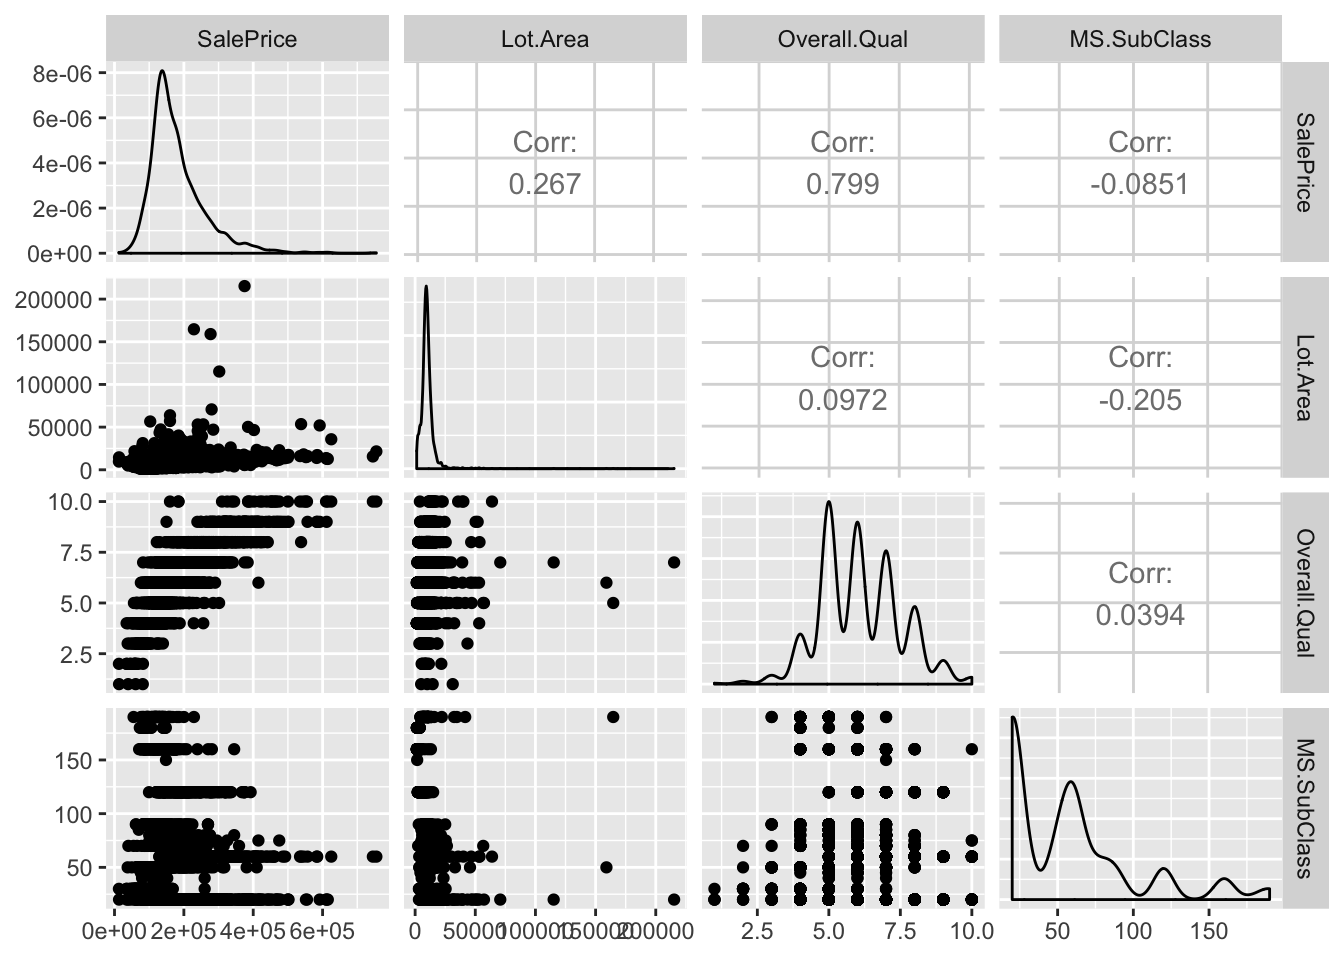 SalePrice
Lot.Area
Overall.Qual
MS.SubClass
8e-06
6e-06
4e-06
2e-06
0e+00
Corr:
0.267
Corr:
0.799
Corr:
-0.0851
SalePrice
200000
150000
100000
50000
0
Corr:
0.0972
Corr:
-0.205
Lot.Area
10.0
7.5
5.0
2.5
Corr:
0.0394
Overall.Qual
150
100
50
MS.SubClass
0e+00 2e+05 4e+05 6e+05
0 50000 100000 150000 200000
2.5 5.0 7.5 10.0
50 100 150